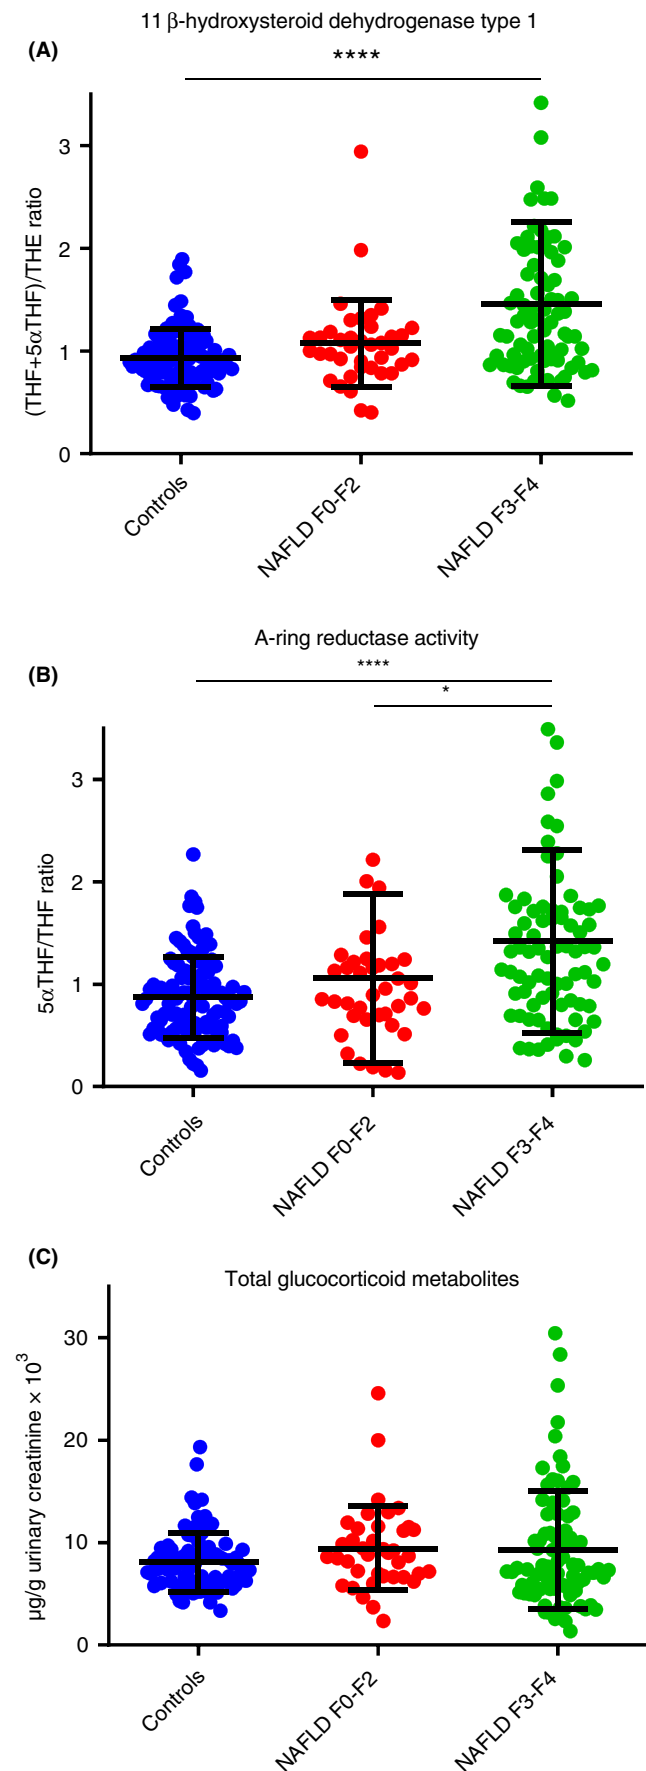 11 β-hydroxysteroid dehydrogenase type 1
(A)
****
(THF+5αTHF)/THE ratio
3
2
1
0
Controls
NAFLD F0-F2
NAFLD F3-F4
A-ring reductase activity
(B)
****
*
5αTHF/THF ratio
3
2
1
0
Controls
NAFLD F0-F2
NAFLD F3-F4
(C)
Total glucocorticoid metabolites
µg/g urinary creatinine × 10³
30
20
10
0
Controls
NAFLD F0-F2
NAFLD F3-F4